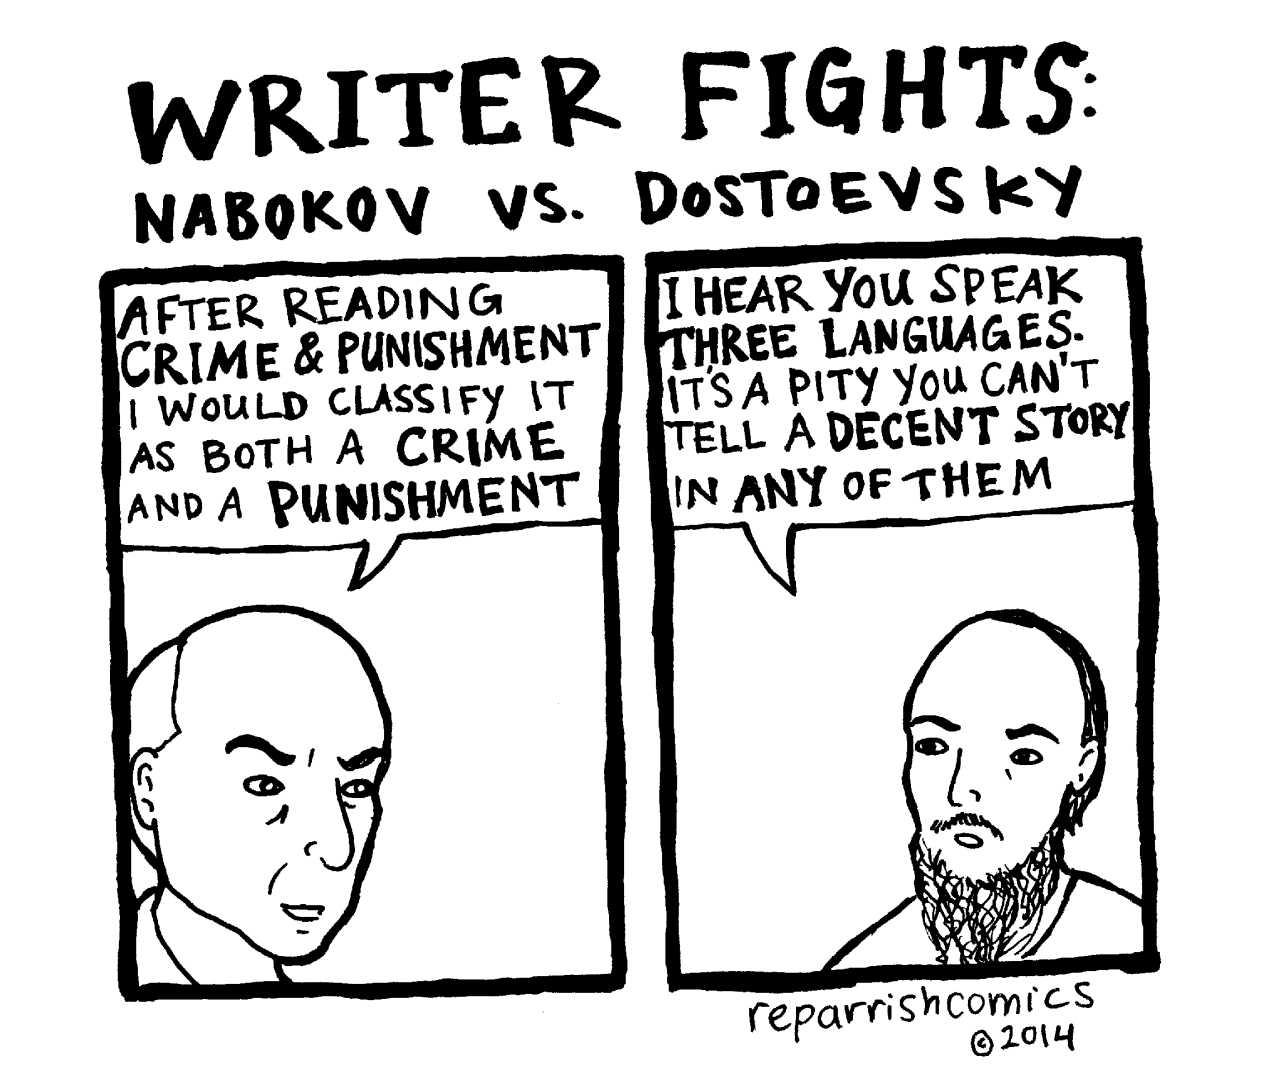 WRITER FIGHTS:
NABOKOV VS. DOSTOEVSKY
AFTER READING
CRIME & PUNISHMENT
I WOULD CLASSIFY IT
AS BOTH A CRIME
AND A PUNISHMENT
I HEAR YOU SPEAK
THREE LANGUAGES.
IT'S A PITY YOU CAN'T
TELL A DECENT STORY
IN ANY OF THEM
reparrishcomics
©2014